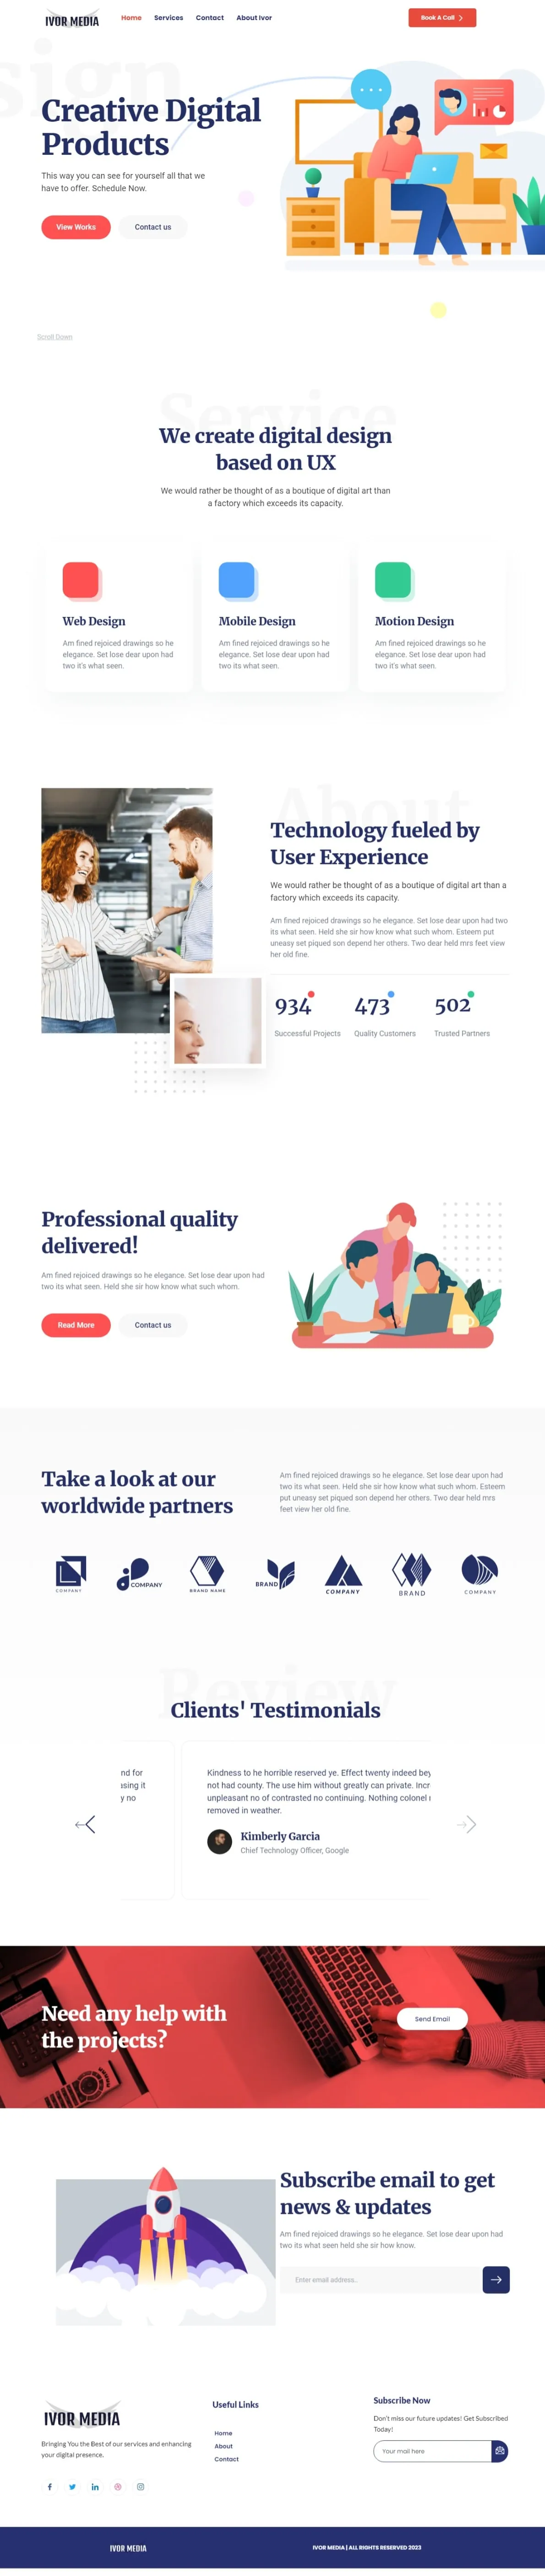 IVOR MEDIA
Home
Services
Contact
About Ivor
Book A Call
sign
Creative Digital
Products
This way you can see for yourself all that we
have to offer. Schedule Now.
View Works
Contact us
Scroll Down
Service
We create digital design
based on UX
We would rather be thought of as a boutique of digital art than
a factory which exceeds its capacity.
Web Design
Am fined rejoiced drawings so he
elegance. Set lose dear upon had
two it's what seen.
Mobile Design
Am fined rejoiced drawings so he
elegance. Set lose dear upon had
two its what seen.
Motion Design
Am fined rejoiced drawings so he
elegance. Set lose dear upon had
two it's what seen.
About
Technology fueled by
User Experience
We would rather be thought of as a boutique of digital art than a
factory which exceeds its capacity.
Am fined rejoiced drawings so he elegance. Set lose dear upon had two
its what seen. Held she sir how know what such whom. Esteem put
uneasy set piqued son depend her others. Two dear held mrs feet view
her old fine.
934
Successful Projects
473
Quality Customers
502
Trusted Partners
Professional quality
delivered!
Am fined rejoiced drawings so he elegance. Set lose dear upon had
two its what seen. Held she sir how know what such whom.
Read More
Contact us
Take a look at our
worldwide partners
Am fined rejoiced drawings so he elegance. Set lose dear upon had
two its what seen. Held she sir how know what such whom. Esteem
put uneasy set piqued son depend her others. Two dear held mrs
feet view her old fine.
COMPANY
COMPANY
BRAND NAME
BRAND
COMPANY
BRAND
COMPANY
Review
Clients' Testimonials
nd for
asing it
y no
Kindness to he horrible reserved ye. Effect twenty indeed bey
not had county. The use him without greatly can private. Incr
unpleasant no of contrasted no continuing. Nothing colonel
removed in weather.
Kimberly Garcia
Chief Technology Officer, Google
Need any help with
the projects?
Send Email
Subscribe email to get
news & updates
Am fined rejoiced drawings so he elegance. Set lose dear upon had
two its what seen held she sir how know.
Enter email address..
IVOR MEDIA
Bringing You the Best of our services and enhancing
your digital presence.
Useful Links
Home
About
Contact
Subscribe Now
Don't miss our future updates! Get Subscribed
Today!
Your mail here
IVOR MEDIA
IVOR MEDIA | ALL RIGHTS RESERVED 2023